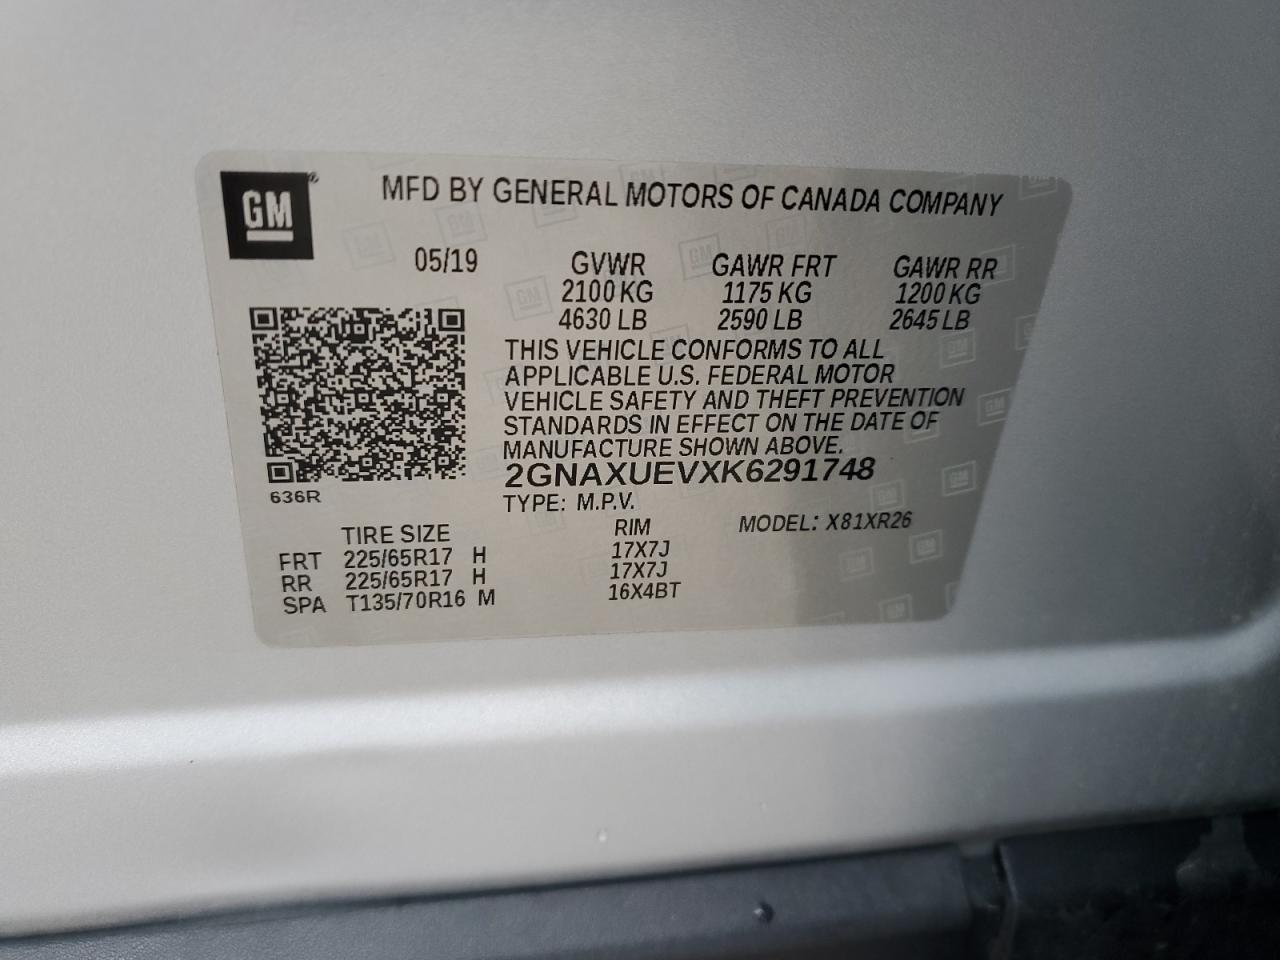 GM®
MFD BY GENERAL MOTORS OF CANADA COMPANY
05/19 GVWR GAWR FRT GAWR RR
2100 KG 1175 KG 1200 KG
4630 LB 2590 LB 2645 LB
THIS VEHICLE CONFORMS TO ALL
APPLICABLE U.S. FEDERAL MOTOR
VEHICLE SAFETY AND THEFT PREVENTION
STANDARDS IN EFFECT ON THE DATE OF
MANUFACTURE SHOWN ABOVE.
2GNAXUEVXK6291748
636R
TYPE: M.P.V.
MODEL: X81XR26
TIRE SIZE RIM
FRT 225/65R17 H 17X7J
RR 225/65R17 H 17X7J
SPA T135/70R16 M 16X4BT